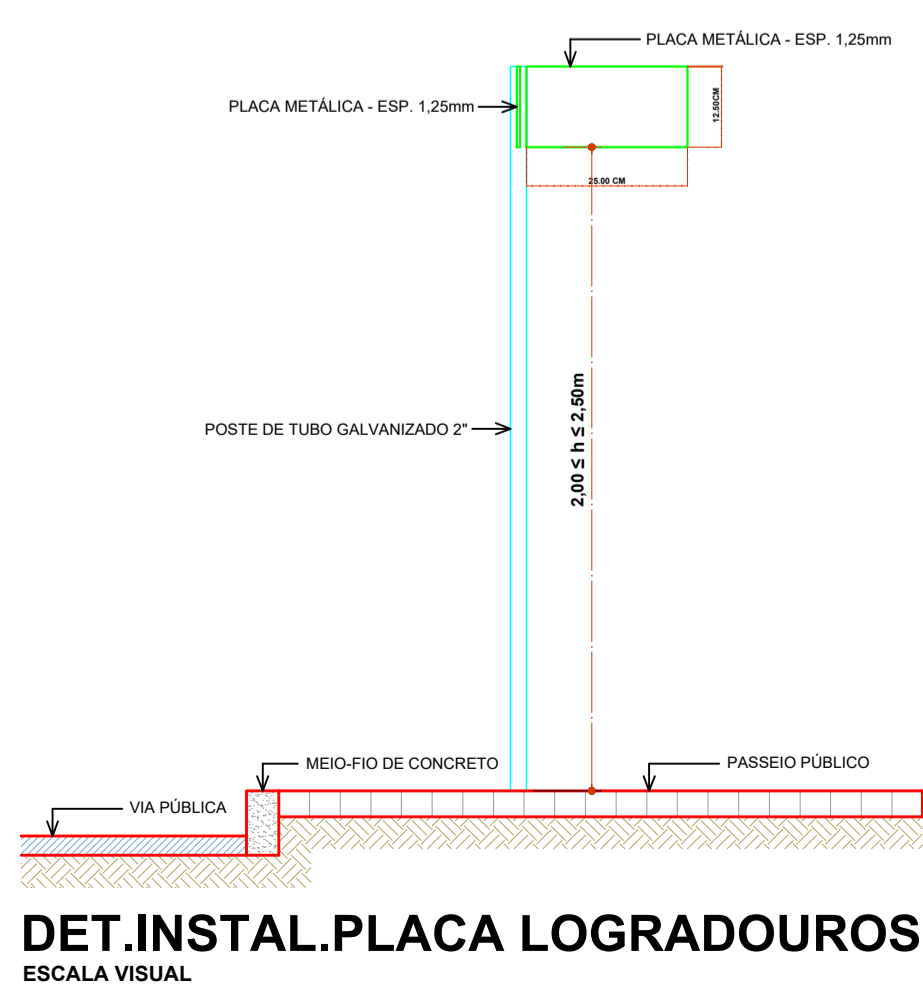 PLACA METÁLICA - ESP. 1,25mm
PLACA METÁLICA - ESP. 1,25mm
12.50CM
25.00 CM
2,00 ≤ h ≤ 2,50m
POSTE DE TUBO GALVANIZADO 2"
MEIO-FIO DE CONCRETO
PASSEIO PÚBLICO
VIA PÚBLICA
DET.INSTAL.PLACA LOGRADOUROS
ESCALA VISUAL